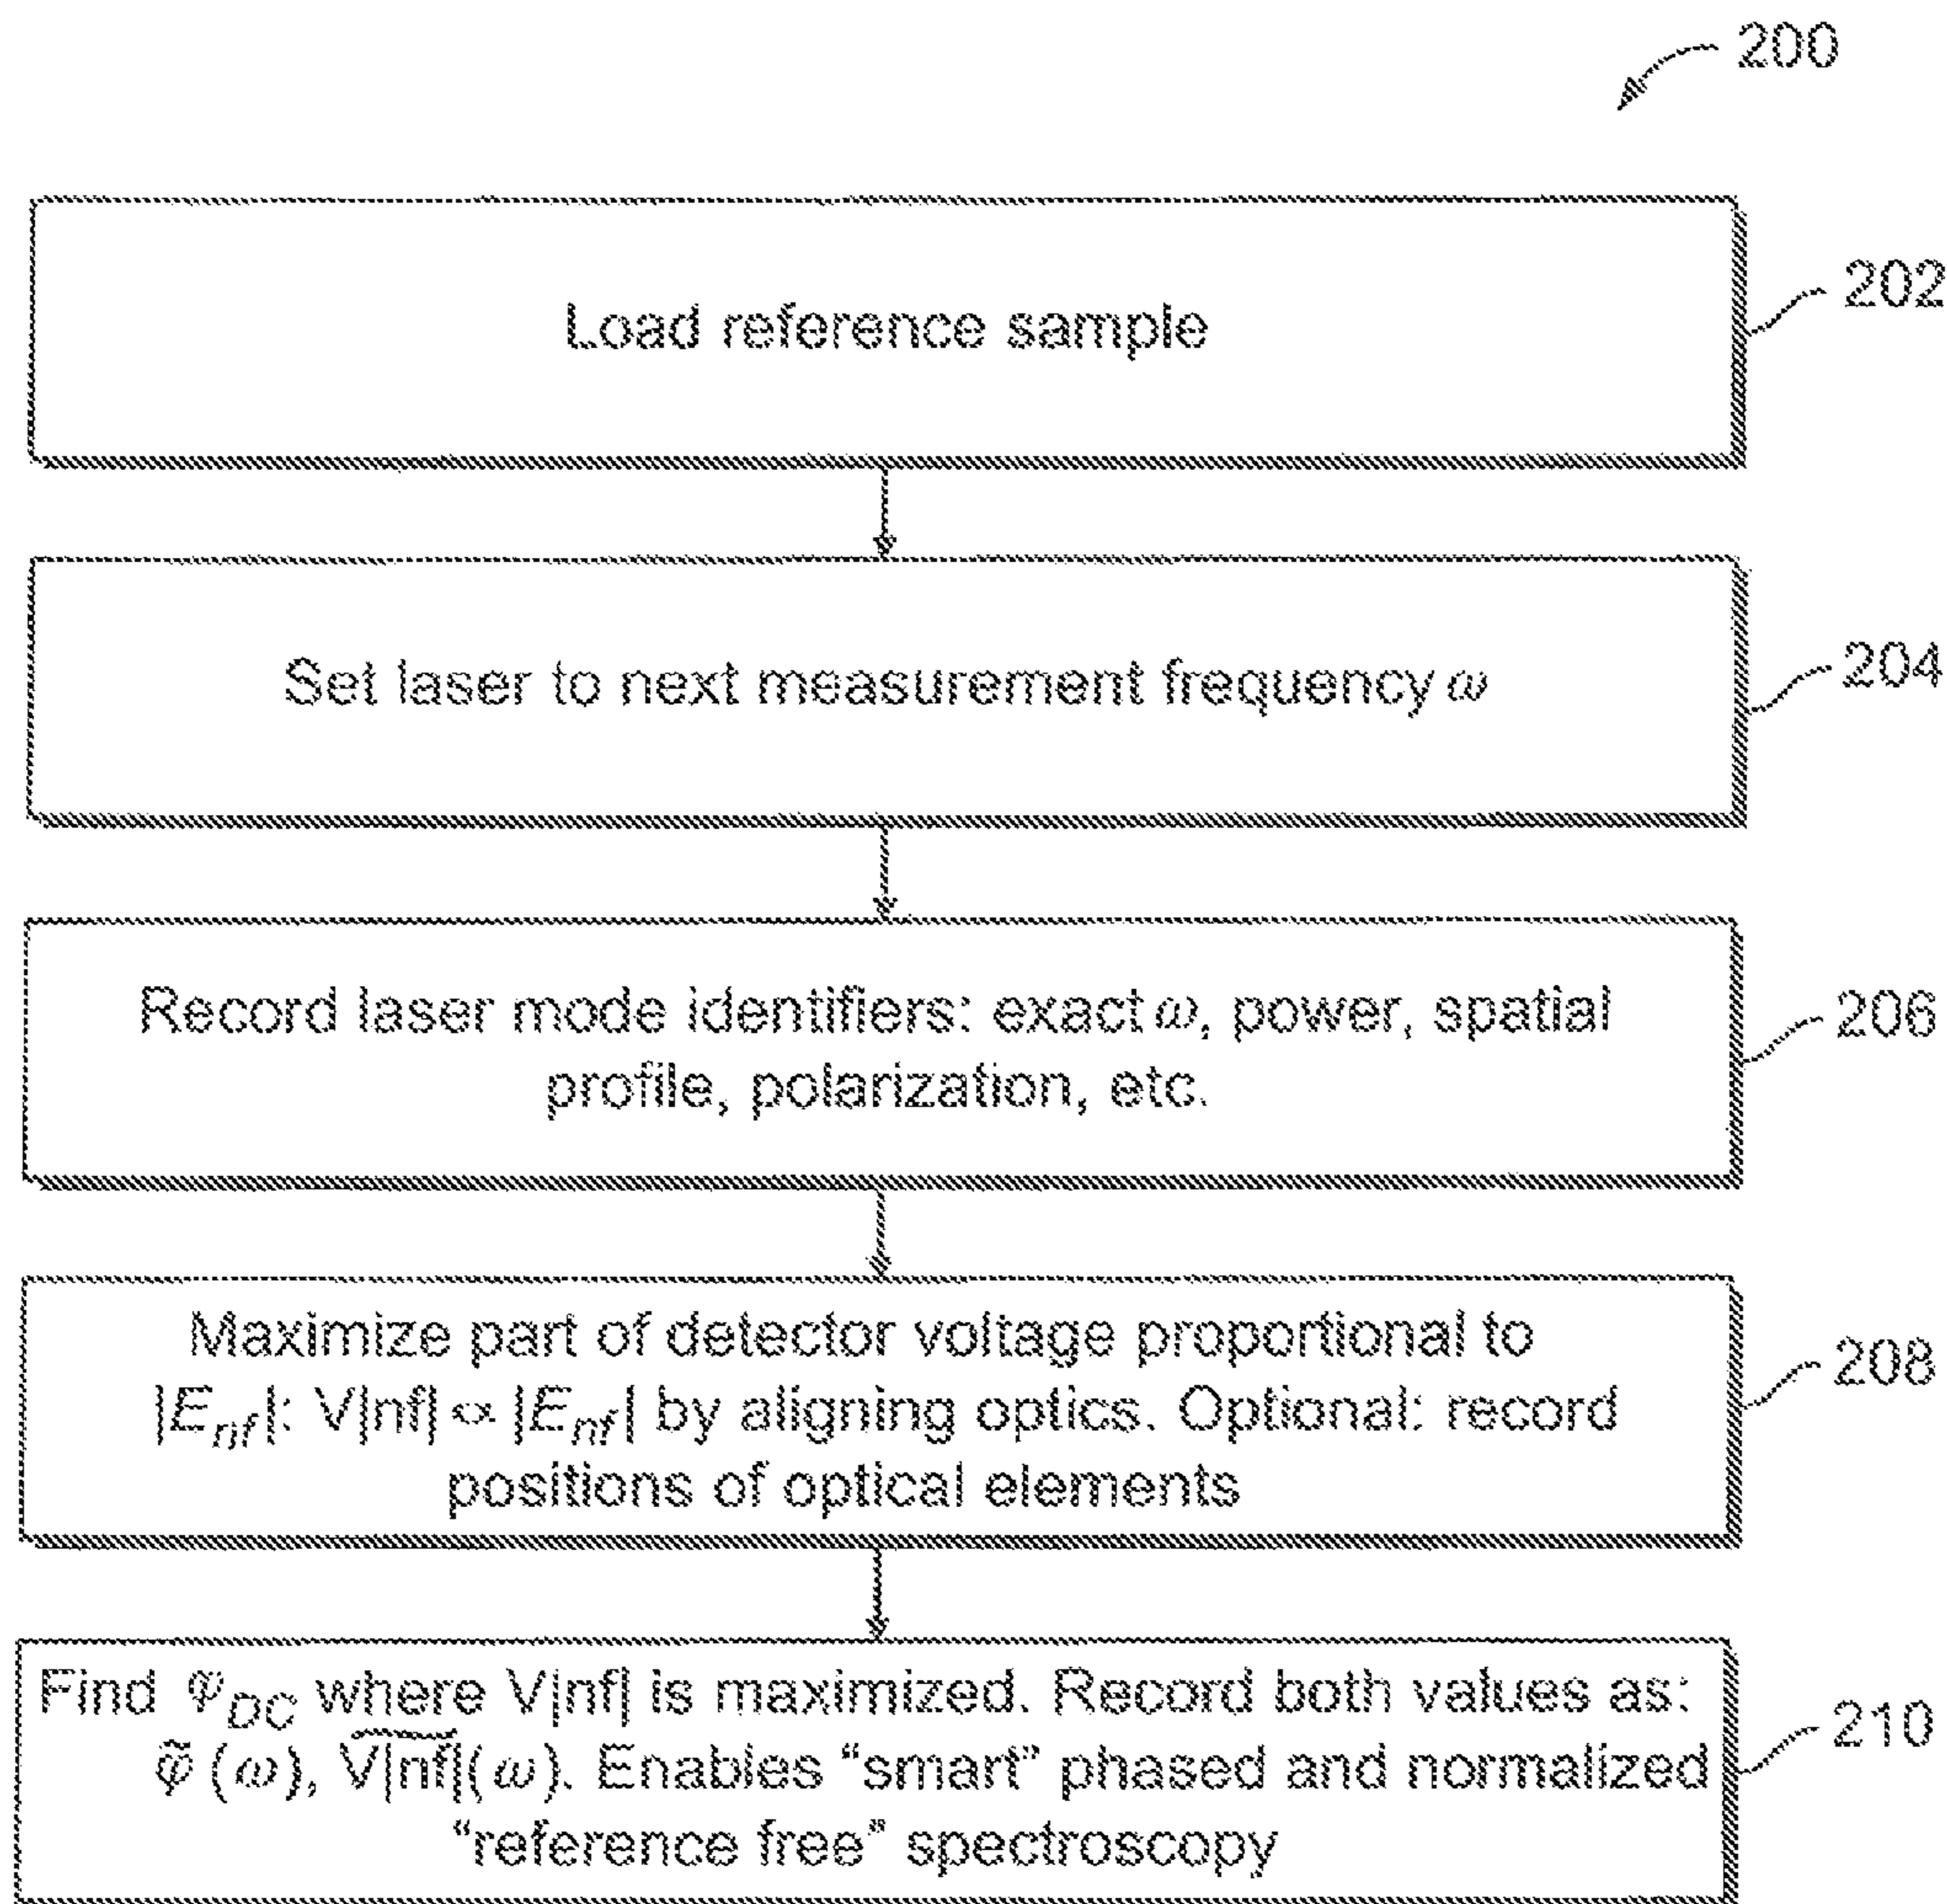 200
Load reference sample
202
Set laser to next measurement frequency ω
204
Record laser mode identifiers: exact ω, power, spatial
profile, polarization, etc.
206
Maximize part of detector voltage proportional to
|E_nf|: V|nf| ∝ |E_nf| by aligning optics. Optional: record
positions of optical elements
208
Find φ_DC where V|nf| is maximized. Record both values as:
φ̃ (ω), V͠|nf|(ω). Enables “smart” phased and normalized
“reference free” spectroscopy
210